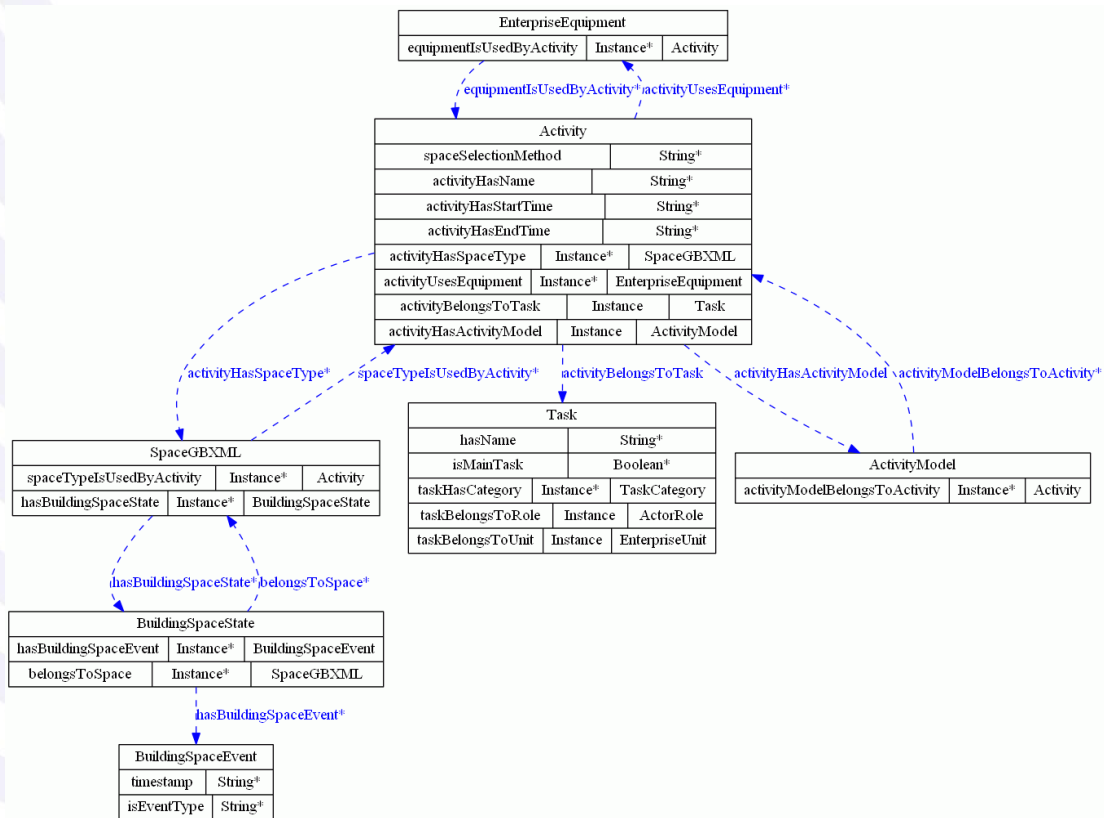 EnterpriseEquipment
equipmentIsUsedByActivity Instance* Activity
equipmentIsUsedByActivity* activityUsesEquipment*
Activity
spaceSelectionMethod String*
activityHasName String*
activityHasStartTime String*
activityHasEndTime String*
activityHasSpaceType Instance* SpaceGBXML
activityUsesEquipment Instance* EnterpriseEquipment
activityBelongsToTask Instance Task
activityHasActivityModel Instance ActivityModel
activityHasSpaceType* spaceTypeIsUsedByActivity* activityBelongsToTask activityHasActivityModel activityModelBelongsToActivity*
Task
hasName String*
isMainTask Boolean*
taskHasCategory Instance* TaskCategory
taskBelongsToRole Instance ActorRole
taskBelongsToUnit Instance EnterpriseUnit
SpaceGBXML
spaceTypeIsUsedByActivity Instance* Activity
hasBuildingSpaceState Instance* BuildingSpaceState
ActivityModel
activityModelBelongsToActivity Instance* Activity
hasBuildingSpaceState* belongsToSpace*
BuildingSpaceState
hasBuildingSpaceEvent Instance* BuildingSpaceEvent
belongsToSpace Instance* SpaceGBXML
hasBuildingSpaceEvent*
BuildingSpaceEvent
timestamp String*
isEventType String*